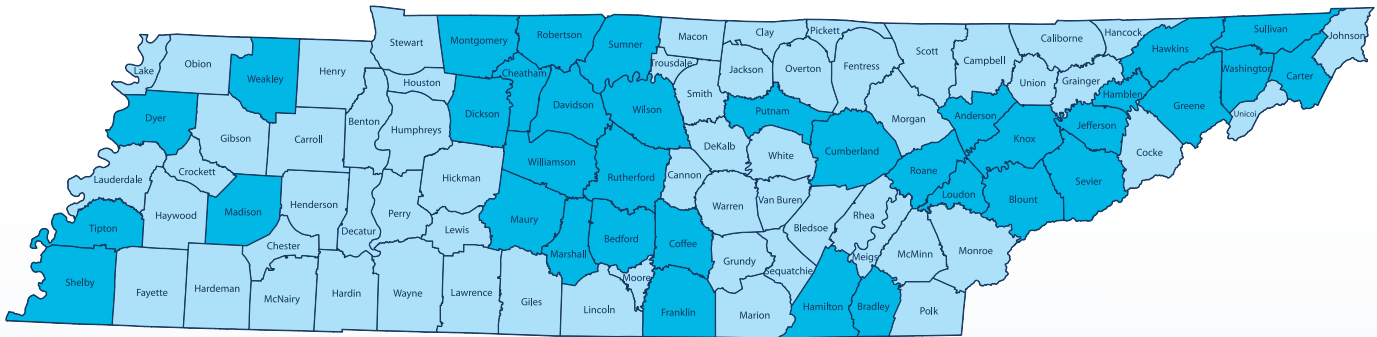 Stewart
Montgomery
Robertson
Sumner
Macon
Clay
Pickett
Scott
Caliborne
Hancock
Sullivan
Johnson
Lake
Obion
Weakley
Henry
Houston
Cheatham
Trousdale
Jackson
Overton
Fentress
Campbell
Union
Grainger
Hawkins
Hamblen
Washington
Carter
Dyer
Gibson
Carroll
Benton
Humphreys
Dickson
Davidson
Wilson
Smith
Putnam
Morgan
Anderson
Knox
Jefferson
Greene
Unicoi
Lauderdale
Crockett
Hickman
Williamson
Rutherford
Cannon
DeKalb
White
Cumberland
Roane
Loudon
Blount
Sevier
Cocke
Tipton
Haywood
Madison
Henderson
Decatur
Perry
Lewis
Maury
Marshall
Bedford
Coffee
Warren
Van Buren
Bledsoe
Rhea
Meigs
McMinn
Monroe
Chester
Shelby
Fayette
Hardeman
McNairy
Hardin
Wayne
Lawrence
Giles
Lincoln
Moore
Franklin
Grundy
Sequatchie
Marion
Hamilton
Bradley
Polk